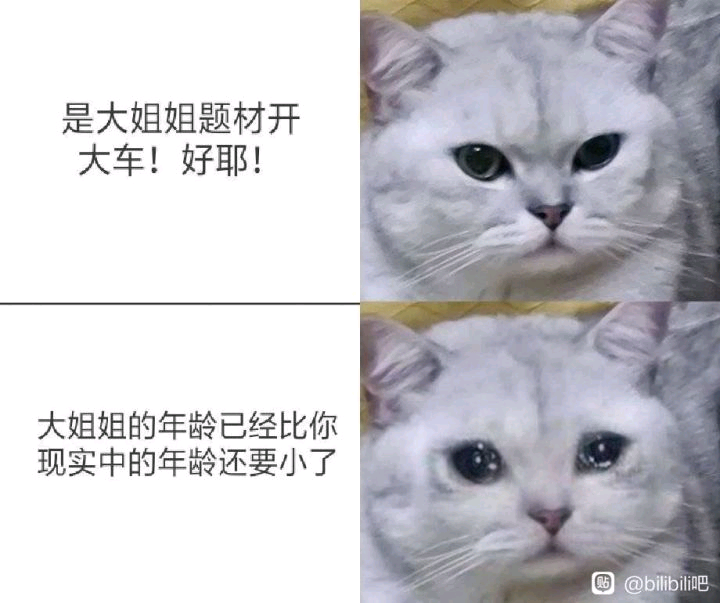 是大姐姐题材开
大车！好耶！
大姐姐的年龄已经比你
现实中的年龄还要小了
贴 @bilibili吧